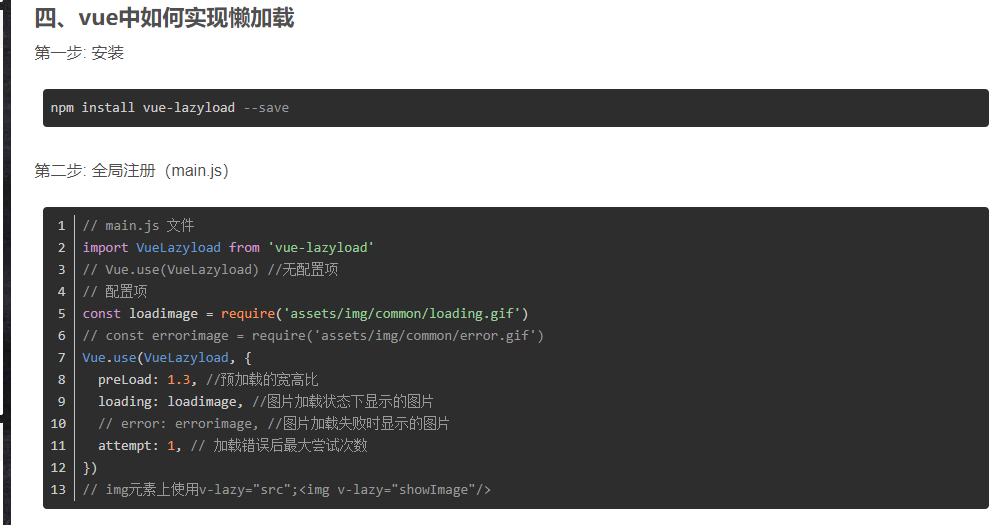 四、vue中如何实现懒加载
第一步: 安装
npm install vue-lazyload --save
第二步: 全局注册（main.js）
1 // main.js 文件
2 import VueLazyload from 'vue-lazyload'
3 // Vue.use(VueLazyload) //无配置项
4 // 配置项
5 const loadimage = require('assets/img/common/loading.gif')
6 // const errorimage = require('assets/img/common/error.gif')
7 Vue.use(VueLazyload, {
8   preLoad: 1.3, //预加载的宽高比
9   loading: loadimage, //图片加载状态下显示的图片
10   // error: errorimage, //图片加载失败时显示的图片
11   attempt: 1, // 加载错误后最大尝试次数
12 })
13 // img元素上使用v-lazy="src";<img v-lazy="showImage"/>